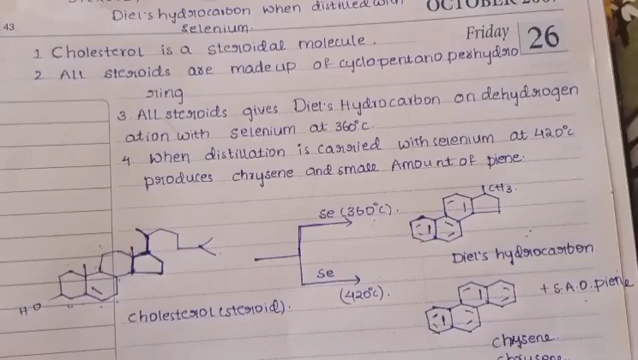 Diel's hydrocarbon when distilled with
43
selenium.
Friday 26
1 Cholesterol is a steroidal molecule.
2 All steroids are made up of cyclopentano perhydro
ring
3. All steroids gives Diel's Hydrocarbon on dehydrogen
ation with selenium at 360°c.
4 when distillation is carried with selenium at 420°c
produces chrysene and small Amount of piene.
CH3.
Se (360°c).
Diel's hydrocarbon.
Se
(420°c).
HO
cholesterol (steroid).
+ S.A.O. piene
chysene